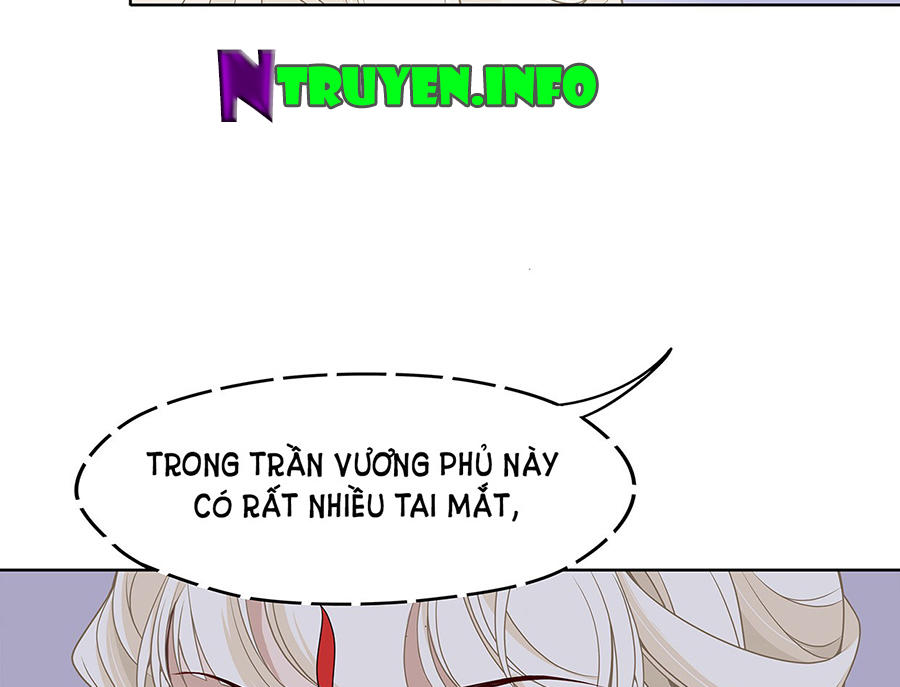 NTRUYEN.INFO
TRONG TRẦN VƯƠNG PHỦ NÀY
CÓ RẤT NHIỀU TAI MẮT,